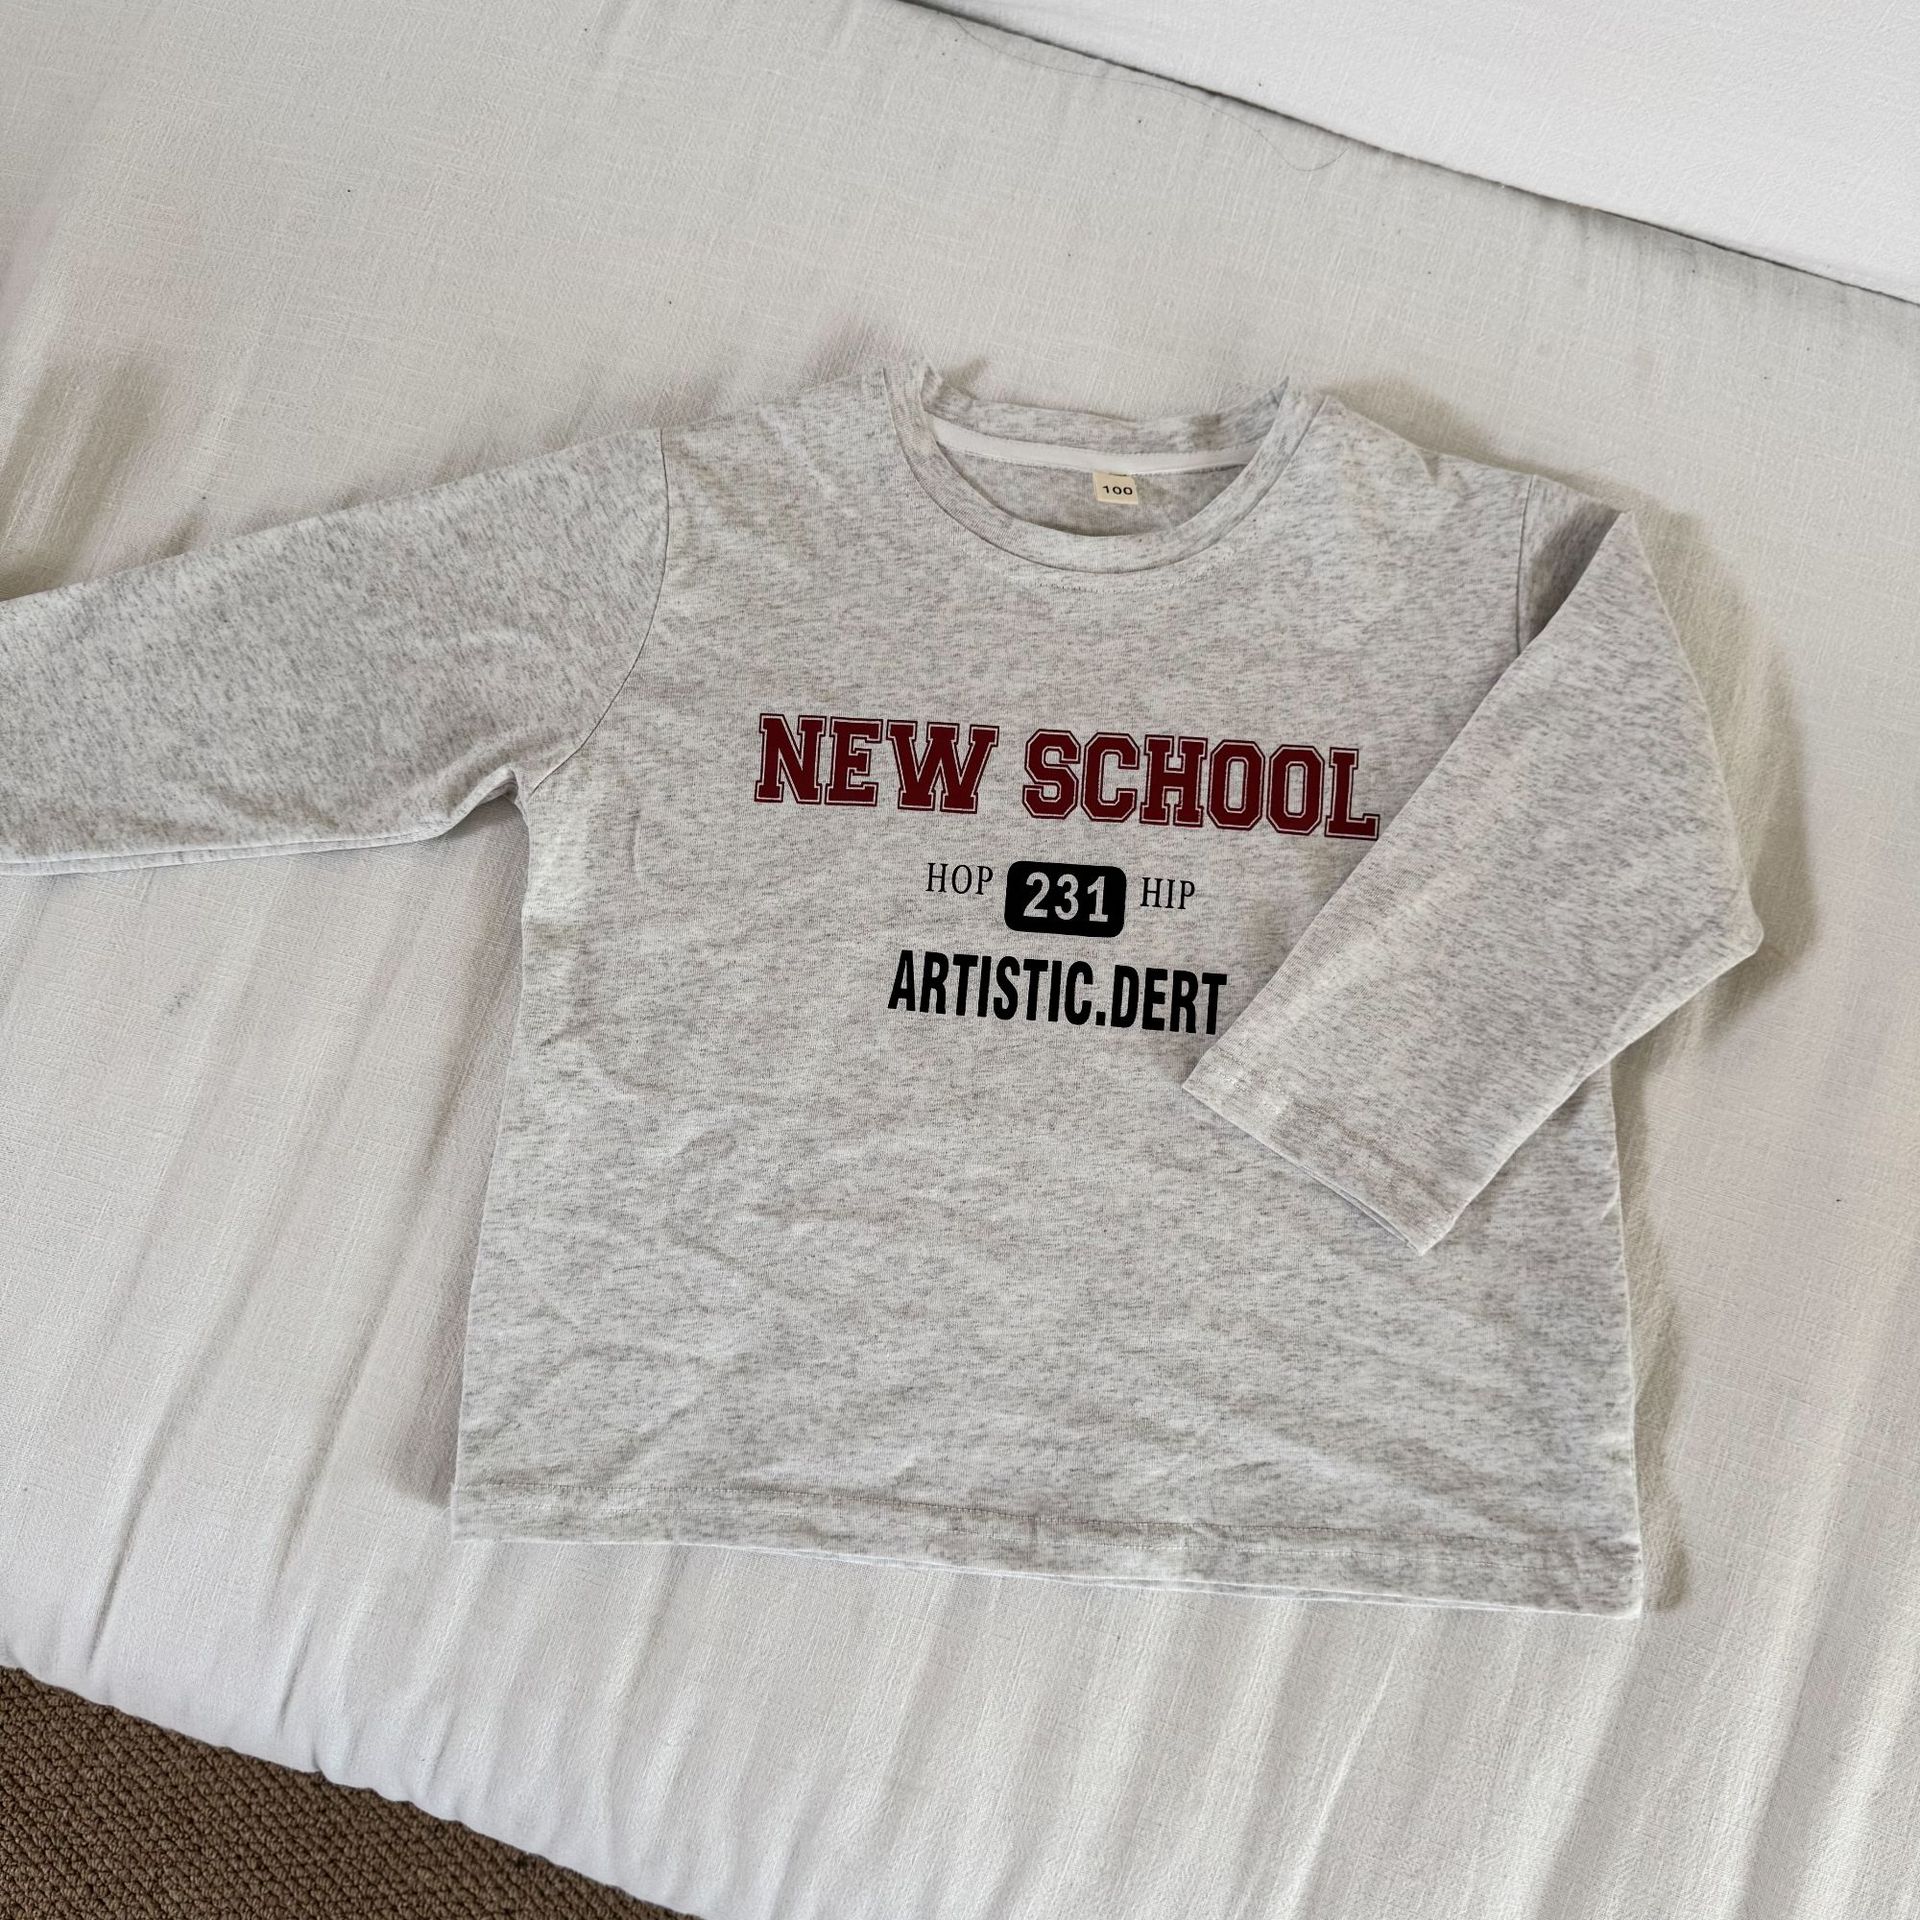 100
NEW SCHOOL
HOP 231 HIP
ARTISTIC.DERT